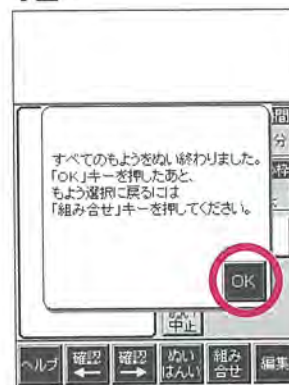 すべてのもようをぬい終わりました。
「OK」キーを押したあと、
もよう選択に戻るには
「組み合せ」キーを押してください。
OK
間
分
枠
中止
ヘルプ
確認
←
確認
→
ぬい
はんい
組み
合せ
編集